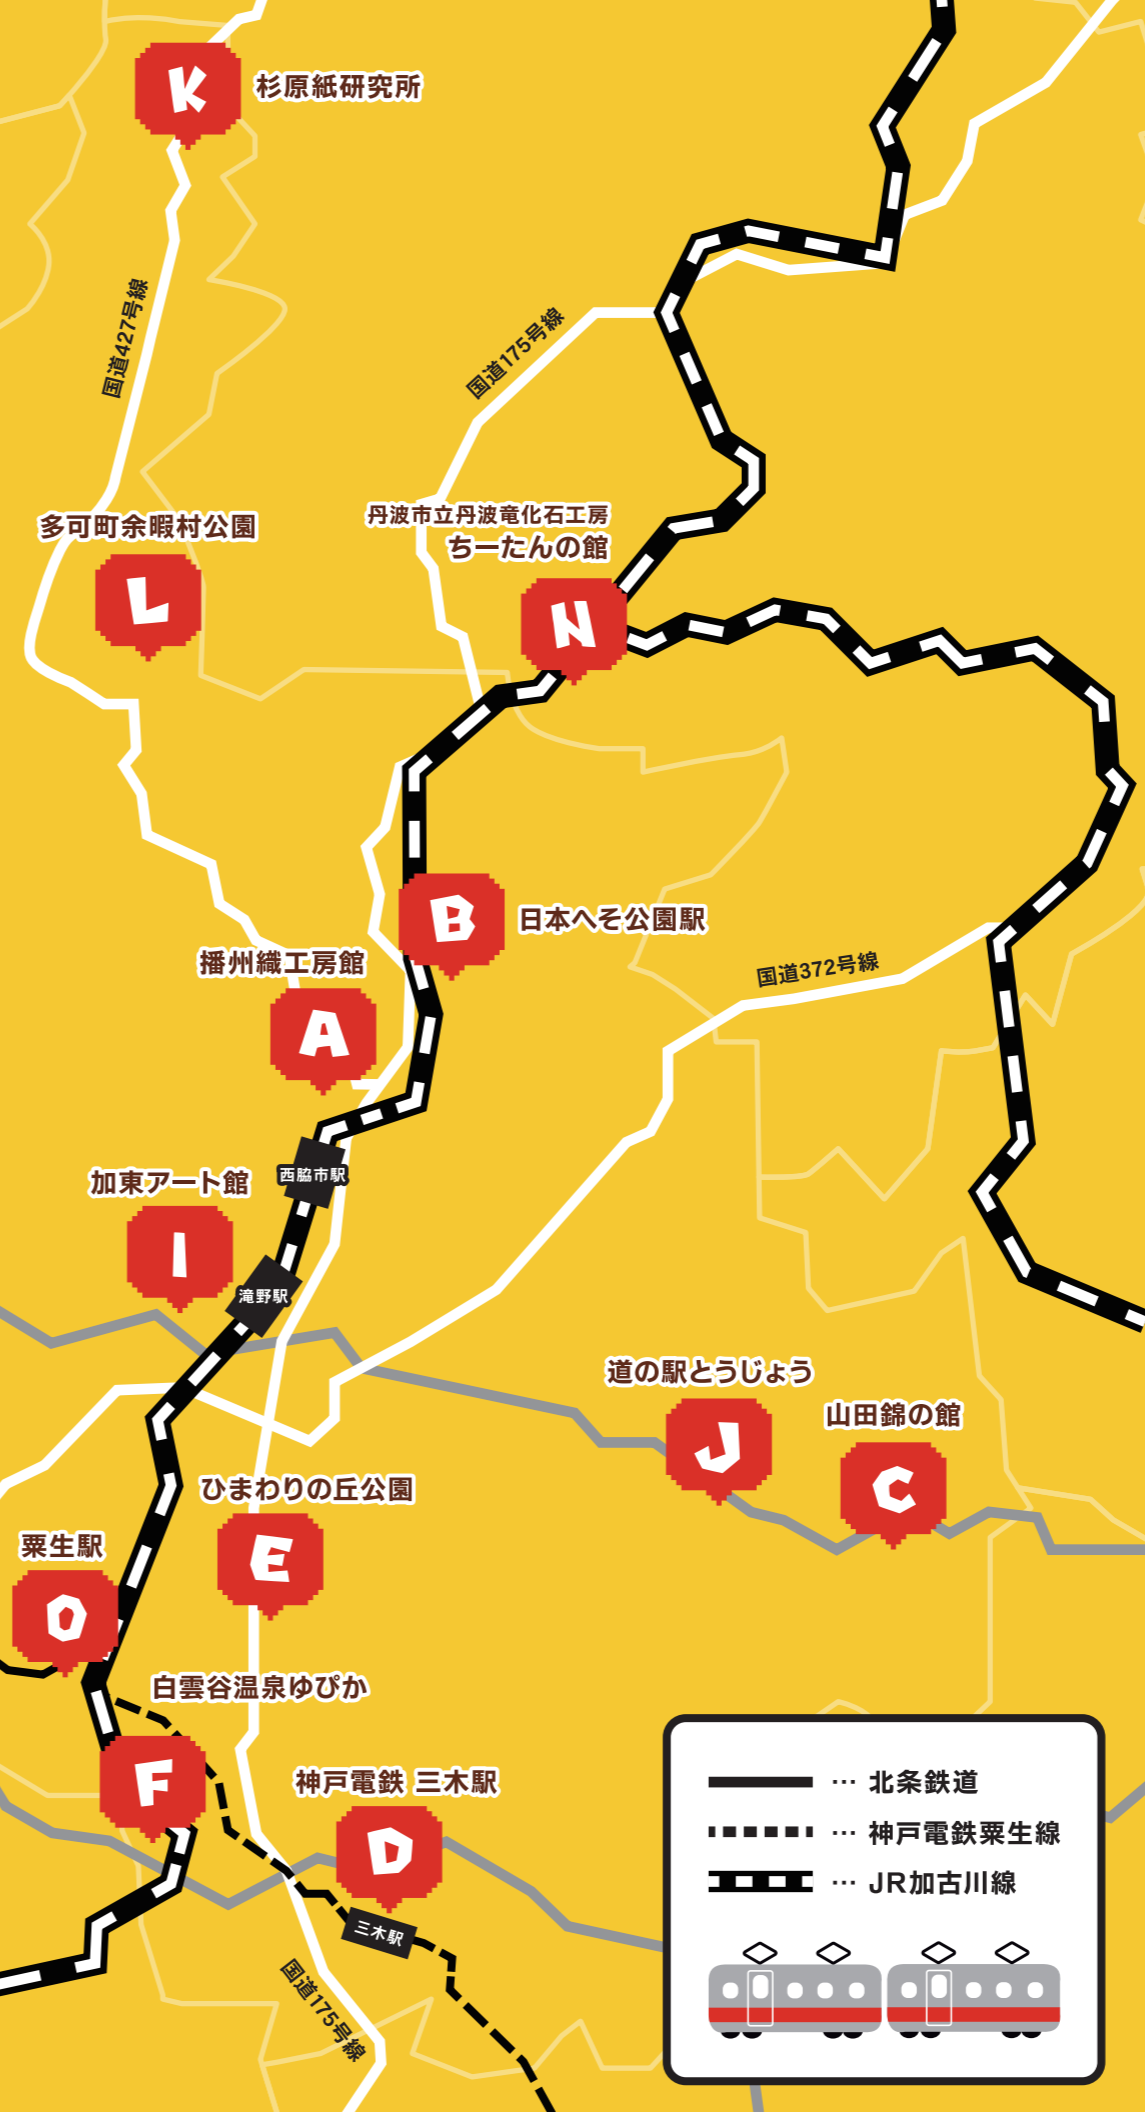 K
杉原紙研究所
国道427号線
国道175号線
多可町余暇村公園
L
丹波市立丹波竜化石工房
ちーたんの館
N
B
日本へそ公園駅
播州織工房館
A
国道372号線
西脇市駅
加東アート館
I
滝野駅
道の駅とうじょう
J
山田錦の館
C
ひまわりの丘公園
E
粟生駅
O
白雲谷温泉ゆぴか
F
神戸電鉄 三木駅
D
三木駅
国道175号線
… 北条鉄道
… 神戸電鉄粟生線
… JR加古川線